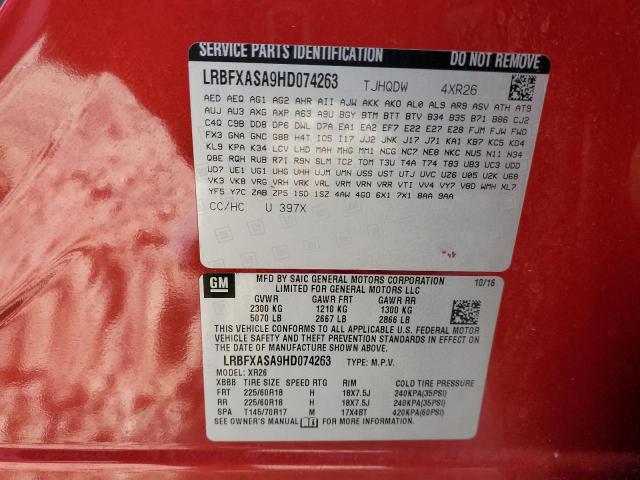 SERVICE PARTS IDENTIFICATION DO NOT REMOVE
LRBFXASA9HD074263 TJHQDW 4XR26
AED AEQ AG1 AG2 AHR AII AJW AKK AKO AL0 AL9 AR9 ASV ATH AT9
AUJ AU3 AXG AXP A63 A9U BGY BTM BTT BTV B34 B35 B71 B86 CJ2
C4Q C9B DD8 DP6 DWL D7A EA1 EA2 EF7 E22 E27 E28 FJM FJW FWD
FX3 GNA GNC G8B H4T IO5 I17 JJ2 JNK J17 J71 KA1 KB7 KC5 KD4
KL9 KPA K34 LCV LHD MAH MHG MM1 NCG NC7 NE8 NKC NU5 N11 N34
Q8E RQH RUB R7I R9N SLM TC2 TDM T3U T4A T74 T83 UB3 UC3 UDD
UD7 UE1 UG1 UHG UHH UJM UMN USS UST UTJ UVC UZ6 U05 U2K U68
VK3 VK8 VRG VRH VRK VRL VRM VRN VRR VTI VV4 VY7 V8D WMH XL7
YF5 Y7C ZAB ZP5 1SD 1SZ 4AW 4G0 6X1 7X1 8AA 9AA
CC/HC U 397X
GM MFD BY SAIC GENERAL MOTORS CORPORATION 10/16
LIMITED FOR GENERAL MOTORS LLC
GVWR GAWR FRT GAWR RR
2300 KG 1210 KG 1300 KG
5070 LB 2667 LB 2866 LB
THIS VEHICLE CONFORMS TO ALL APPLICABLE U.S. FEDERAL MOTOR
VEHICLE SAFETY AND THEFT PREVENTION STANDARDS IN EFFECT ON
THE DATE OF MANUFACTURE SHOWN ABOVE.
LRBFXASA9HD074263 TYPE: M.P.V.
MODEL: XR26
XBBB TIRE SIZE SPEED RTG RIM COLD TIRE PRESSURE
FRT 225/60R18 H 18X7.5J 240KPA(35PSI)
RR 225/60R18 H 18X7.5J 240KPA(35PSI)
SPA T145/70R17 M 17X4BT 420KPA(60PSI)
SEE OWNER'S MANUAL FOR MORE INFORMATION.